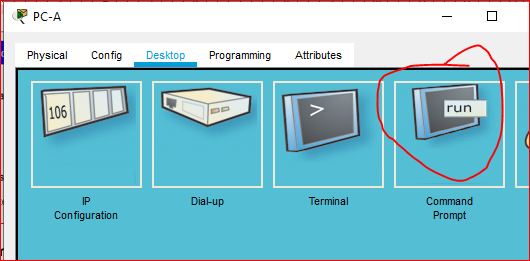 PC-A
Physical Config Desktop Programming Attributes
106
>
run
IP
Configuration
Dial-up
Terminal
Command
Prompt